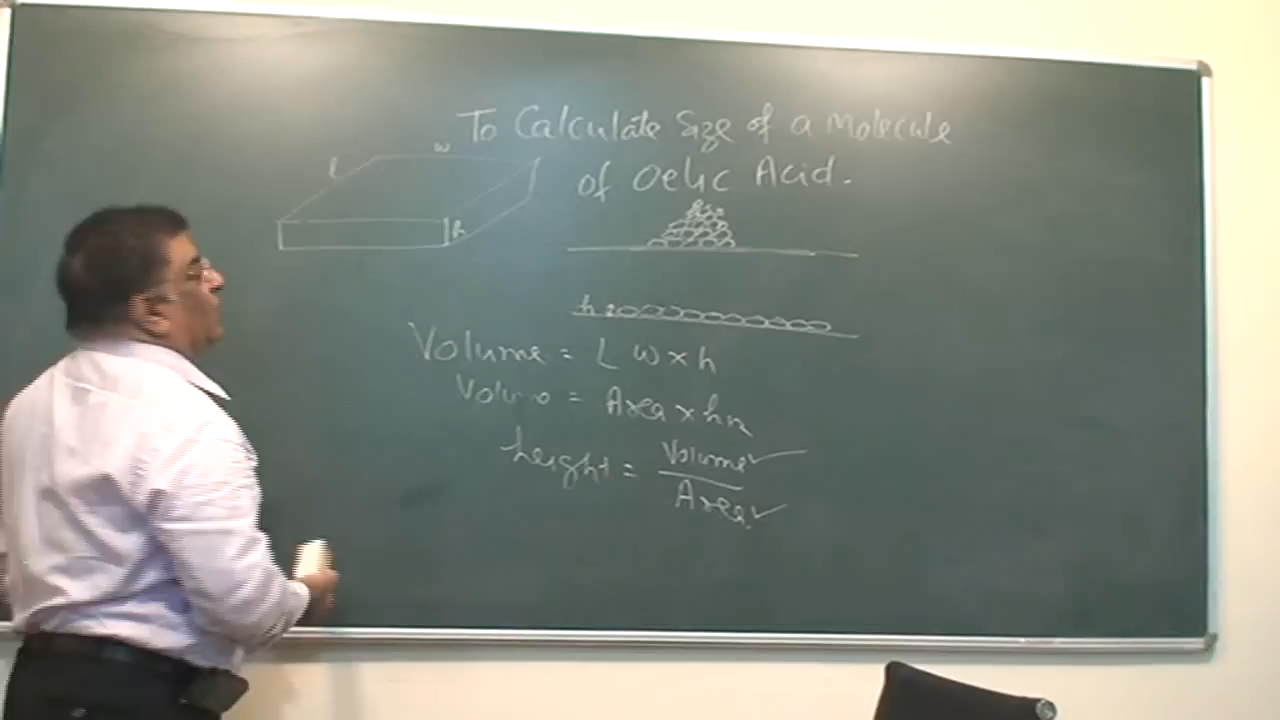 To Calculate Size of a Molecule
of Oelic Acid.
l
w
h
h
Volume = L w x h
Volume = Area x h
height = Volume ✓
Area ✓